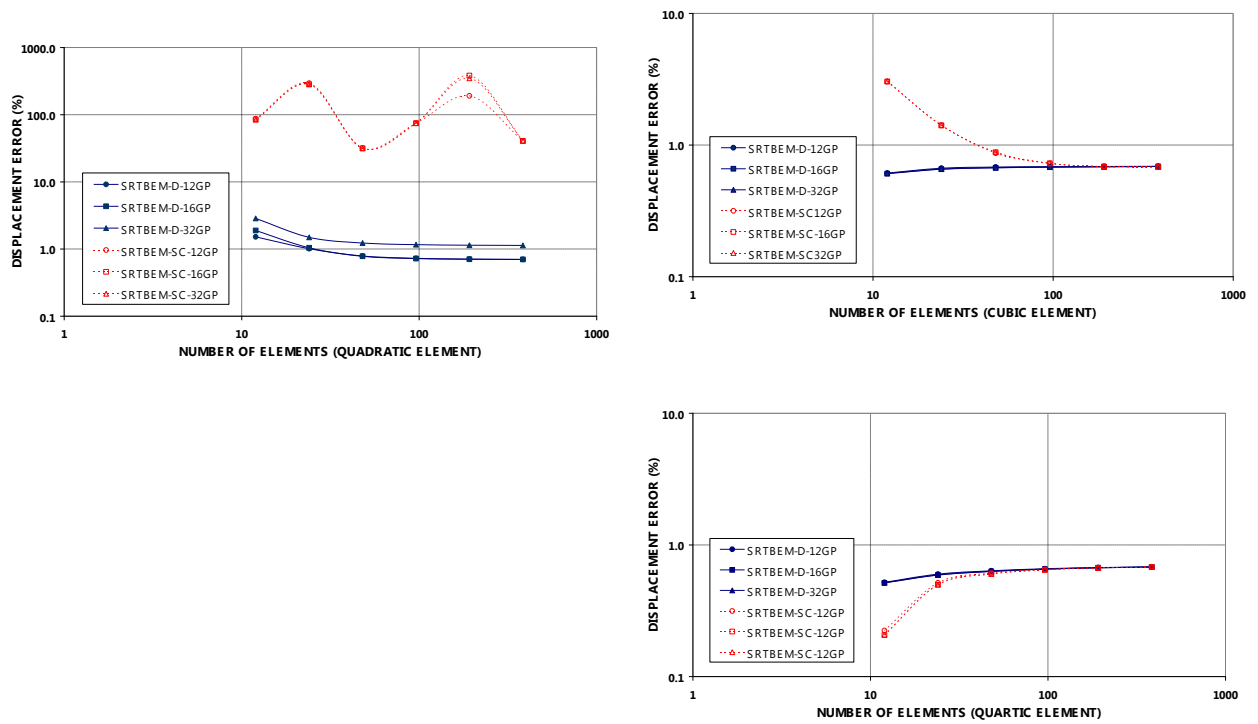 1000.0
100.0
10.0
1.0
0.1
DISPLACEMENT ERROR (%)
SRTBEM-D-12GP
SRTBEM-D-16GP
SRTBEM-D-32GP
SRTBEM-SC-12GP
SRTBEM-SC-16GP
SRTBEM-SC-32GP
1 10 100 1000
NUMBER OF ELEMENTS (QUADRATIC ELEMENT)
10.0
1.0
0.1
DISPLACEMENT ERROR (%)
SRTBEM-D-12GP
SRTBEM-D-16GP
SRTBEM-D-32GP
SRTBEM-SC12GP
SRTBEM-SC-16GP
SRTBEM-SC32GP
1 10 100 1000
NUMBER OF ELEMENTS (CUBIC ELEMENT)
10.0
1.0
0.1
DISPLACEMENT ERROR (%)
SRTBEM-D-12GP
SRTBEM-D-16GP
SRTBEM-D-32GP
SRTBEM-SC-12GP
SRTBEM-SC-12GP
SRTBEM-SC-12GP
1 10 100 1000
NUMBER OF ELEMENTS (QUARTIC ELEMENT)